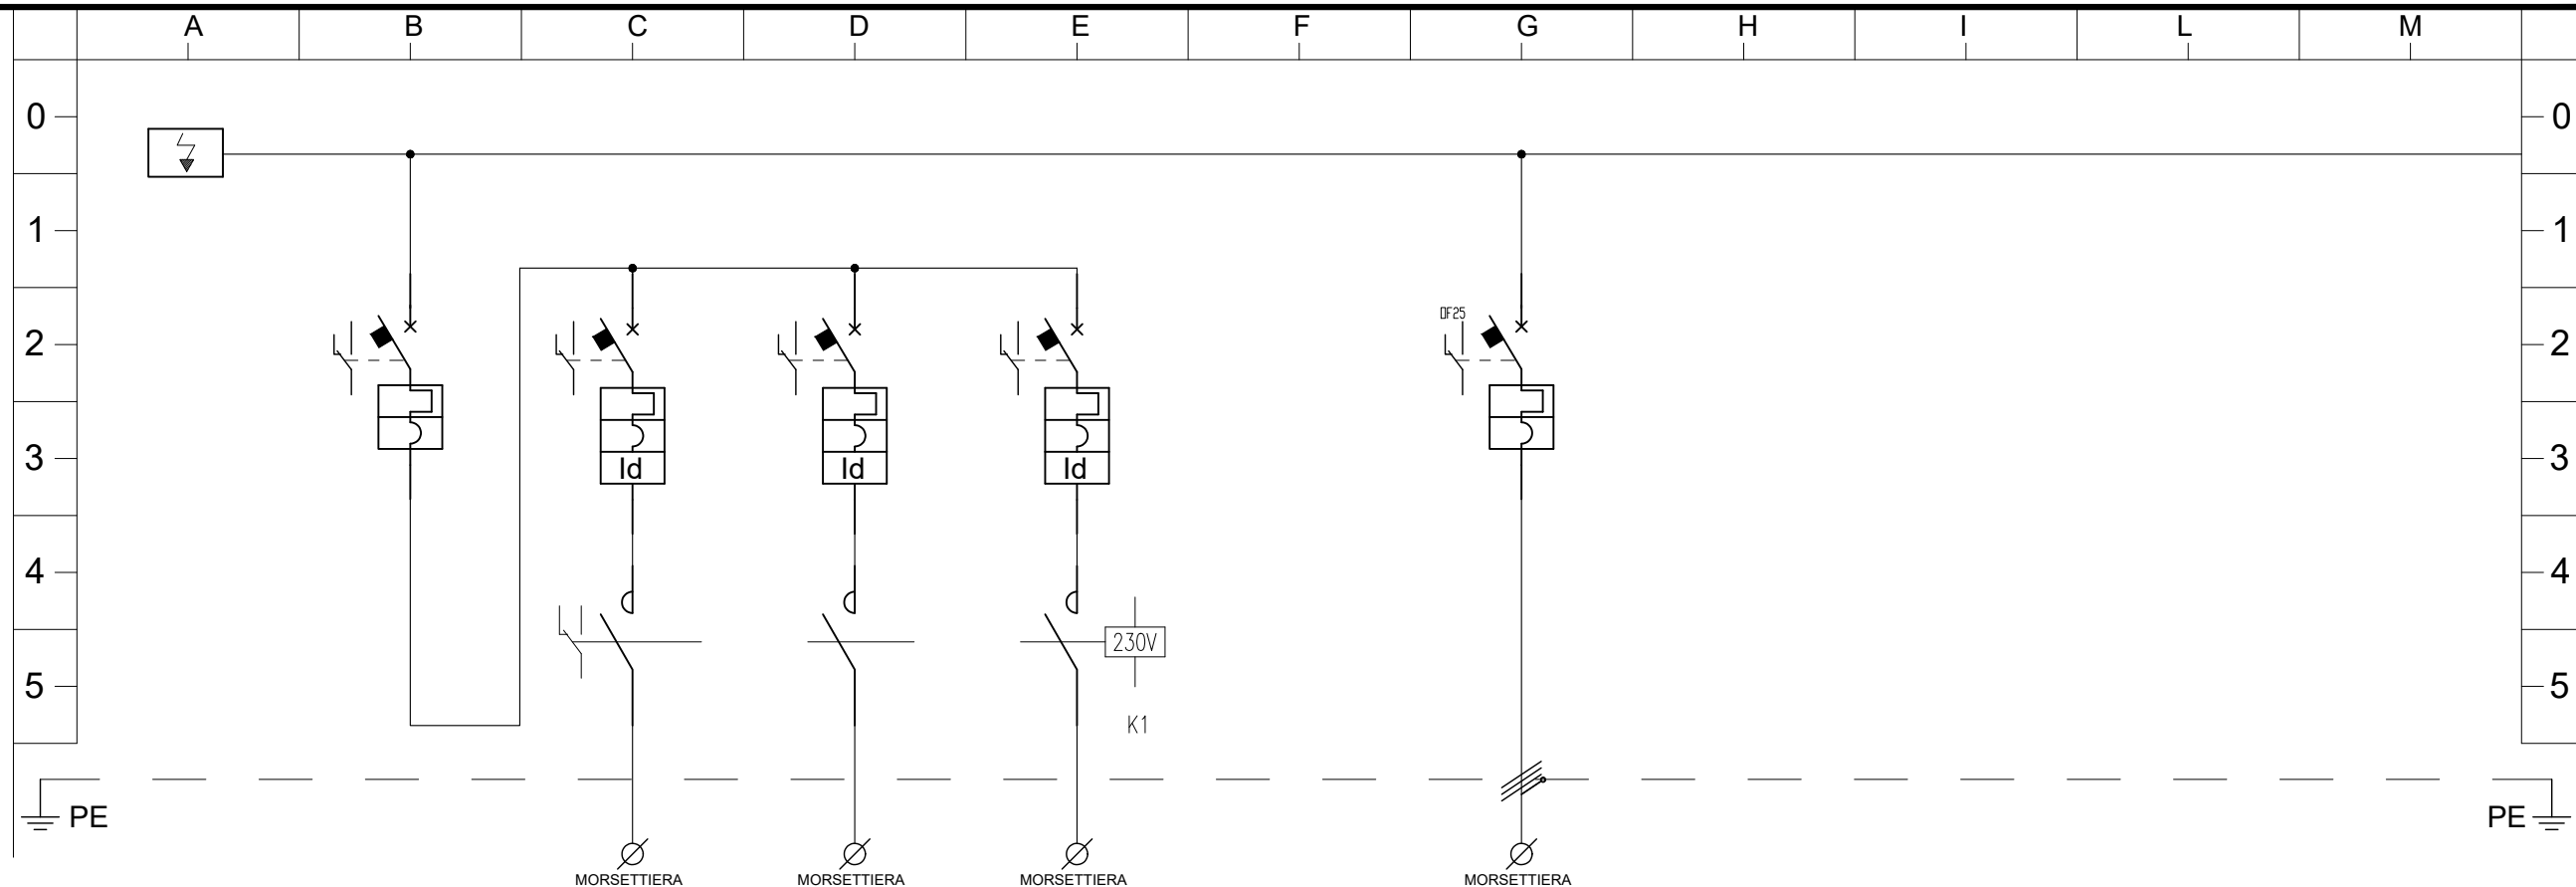 A B C D E F G H I L M
0 0
1 1
OF25
2 2
3 Id Id Id 3
4 4
230V
5 5
K1
PE PE
MORSETTIERA MORSETTIERA MORSETTIERA MORSETTIERA